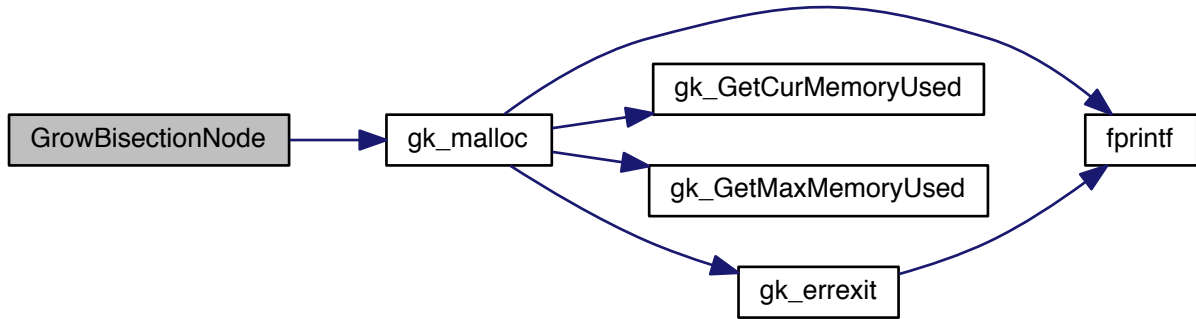 GrowBisectionNode
gk_malloc
gk_GetCurMemoryUsed
gk_GetMaxMemoryUsed
gk_errexit
fprintf